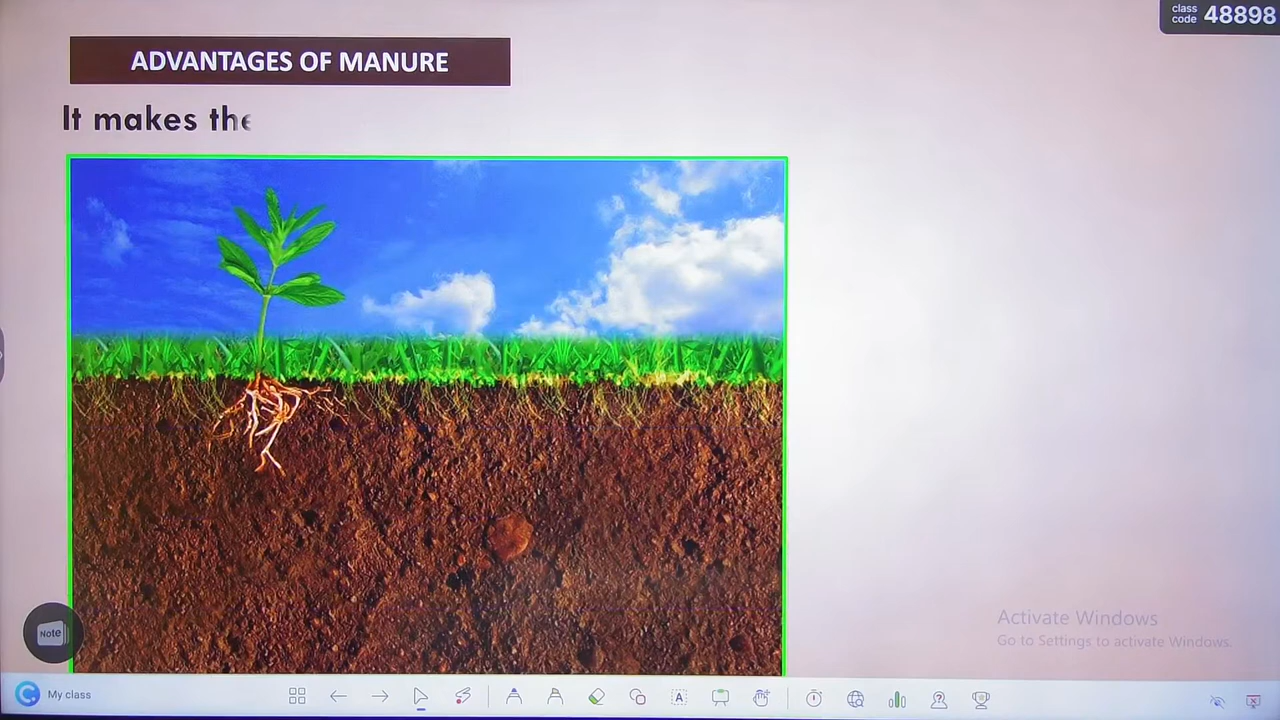 class code 48898
ADVANTAGES OF MANURE
It makes the
Note
Activate Windows
Go to Settings to activate Windows.
My class
A